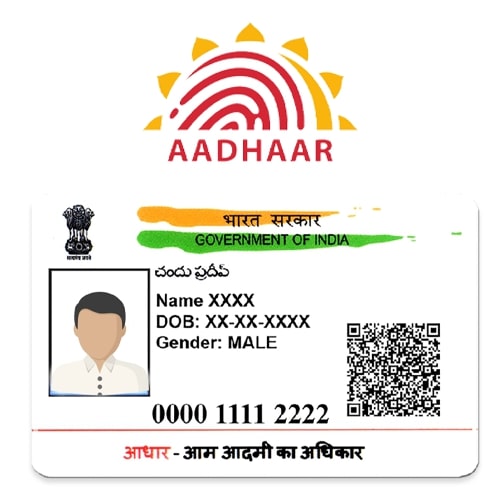 AADHAAR
भारत सरकार
GOVERNMENT OF INDIA
सत्यमेव जयते
చందు ప్రదీప్
Name XXXX
DOB: XX-XX-XXXX
Gender: MALE
0000 1111 2222
आधार - आम आदमी का अधिकार